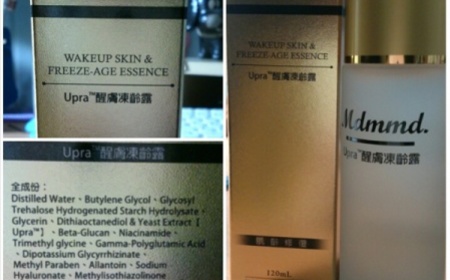 WAKEUP SKIN &
FREEZE-AGE ESSENCE
Upra™醒膚凍齡露
Upra™醒膚凍齡露
全成份：
Distilled Water、Butylene Glycol、Glycosyl
Trehalose Hydrogenated Starch Hydrolysate、
Glycerin、Dithiaoctanediol & Yeast Extract【
Upra™】、Beta-Glucan、Niacinamide、
Trimethyl glycine、Gamma-Polyglutamic Acid
、Dipotassium Glycyrrhizinate、
Methyl Paraben、Allantoin、Sodium
Hyaluronate、Methylisothiazolinone
WAKEUP SKIN &
FREEZE-AGE ESSENCE
Upra™醒膚凍齡露
120mL
Mdmmd.
Upra™醒膚凍齡露